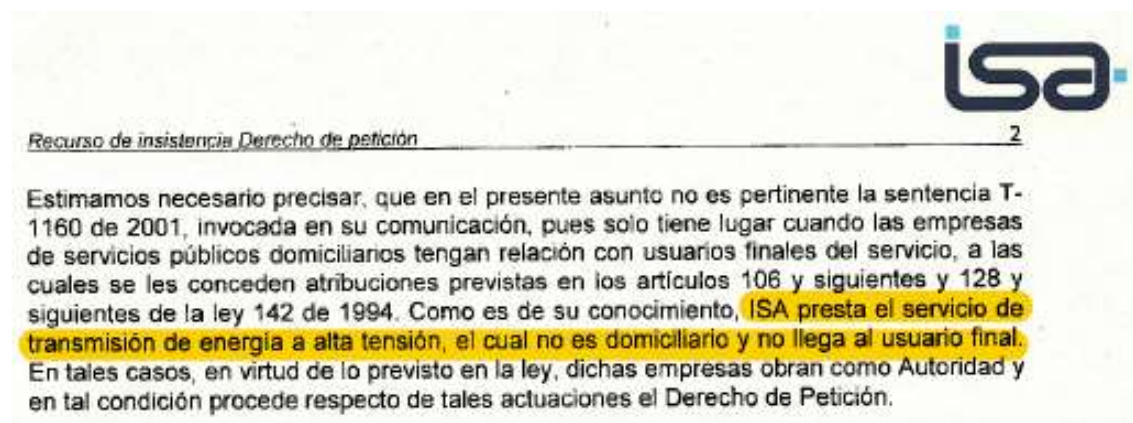 isa
Recurso de insistencia Derecho de petición 2
Estimamos necesario precisar, que en el presente asunto no es pertinente la sentencia T-
1160 de 2001, invocada en su comunicación, pues solo tiene lugar cuando las empresas
de servicios públicos domiciliarios tengan relación con usuarios finales del servicio, a las
cuales se les conceden atribuciones previstas en los artículos 106 y siguientes y 128 y
siguientes de la ley 142 de 1994. Como es de su conocimiento, ISA presta el servicio de
transmisión de energía a alta tensión, el cual no es domiciliario y no llega al usuario final.
En tales casos, en virtud de lo previsto en la ley, dichas empresas obran como Autoridad y
en tal condición procede respecto de tales actuaciones el Derecho de Petición.